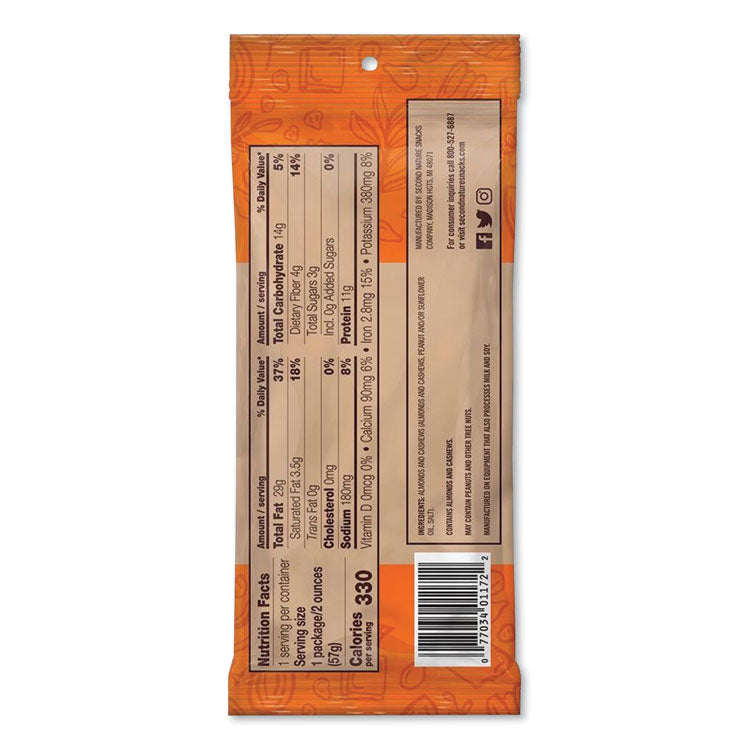 Nutrition Facts
1 serving per container
Serving size
1 package/2 ounces
(57g)
Calories 330
per serving
Amount / serving % Daily Value*
Total Fat 29g 37%
Saturated Fat 3.5g 18%
Trans Fat 0g
Cholesterol 0mg 0%
Sodium 180mg 8%
Amount / serving % Daily Value*
Total Carbohydrate 14g 5%
Dietary Fiber 4g 14%
Total Sugars 3g
Incl. 0g Added Sugars 0%
Protein 11g
Vitamin D 0mcg 0% • Calcium 90mg 6% • Iron 2.8mg 15% • Potassium 380mg 8%
INGREDIENTS: ALMONDS AND CASHEWS (ALMONDS AND CASHEWS, PEANUT AND/OR SUNFLOWER
OIL, SALT).
CONTAINS ALMONDS AND CASHEWS.
MAY CONTAIN PEANUTS AND OTHER TREE NUTS.
MANUFACTURED ON EQUIPMENT THAT ALSO PROCESSES MILK AND SOY.
MANUFACTURED BY: SECOND NATURE SNACKS
COMPANY, MADISON HGTS, MI 48071
For consumer inquiries call 800-527-6887
or visit secondnaturesnacks.com
0 77034 01172 2